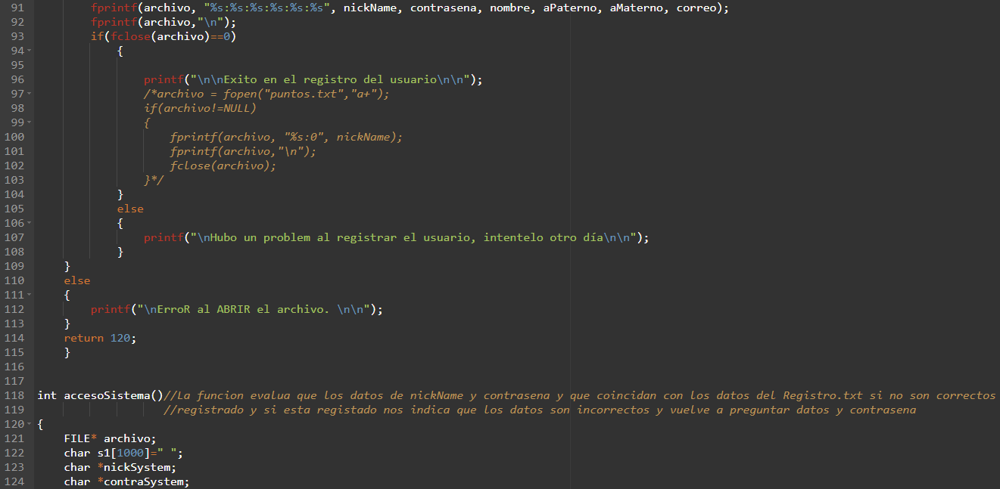 91 fprintf(archivo, "%s:%s:%s:%s:%s:%s", nickName, contrasena, nombre, aPaterno, aMaterno, correo);
92 fprintf(archivo,"\n");
93 if(fclose(archivo)==0)
94 {
95
96 printf("\n\nExito en el registro del usuario\n\n");
97 /*archivo = fopen("puntos.txt","a+");
98 if(archivo!=NULL)
99 {
100 fprintf(archivo, "%s:0", nickName);
101 fprintf(archivo,"\n");
102 fclose(archivo);
103 }*/
104 }
105 else
106 {
107 printf("\nHubo un problem al registrar el usuario, intentelo otro día\n\n");
108 }
109 }
110 else
111 {
112 printf("\nErroR al ABRIR el archivo. \n\n");
113 }
114 return 120;
115 }
116
117
118 int accesoSistema()//La funcion evalua que los datos de nickName y contrasena y que coincidan con los datos del Registro.txt si no son correctos
119 //registrado y si esta registado nos indica que los datos son incorrectos y vuelve a preguntar datos y contrasena
120 {
121 FILE* archivo;
122 char s1[1000]=" ";
123 char *nickSystem;
124 char *contraSystem;